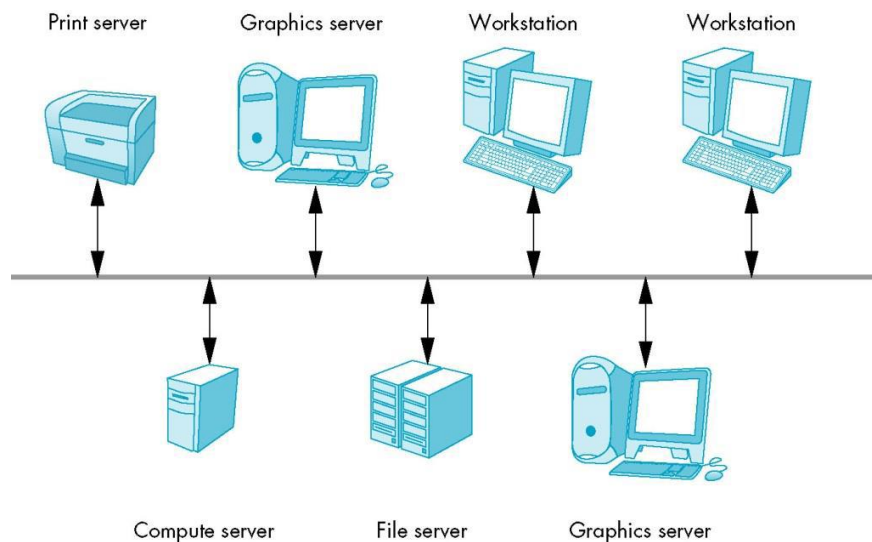 Print server
Graphics server
Workstation
Workstation
Compute server
File server
Graphics server